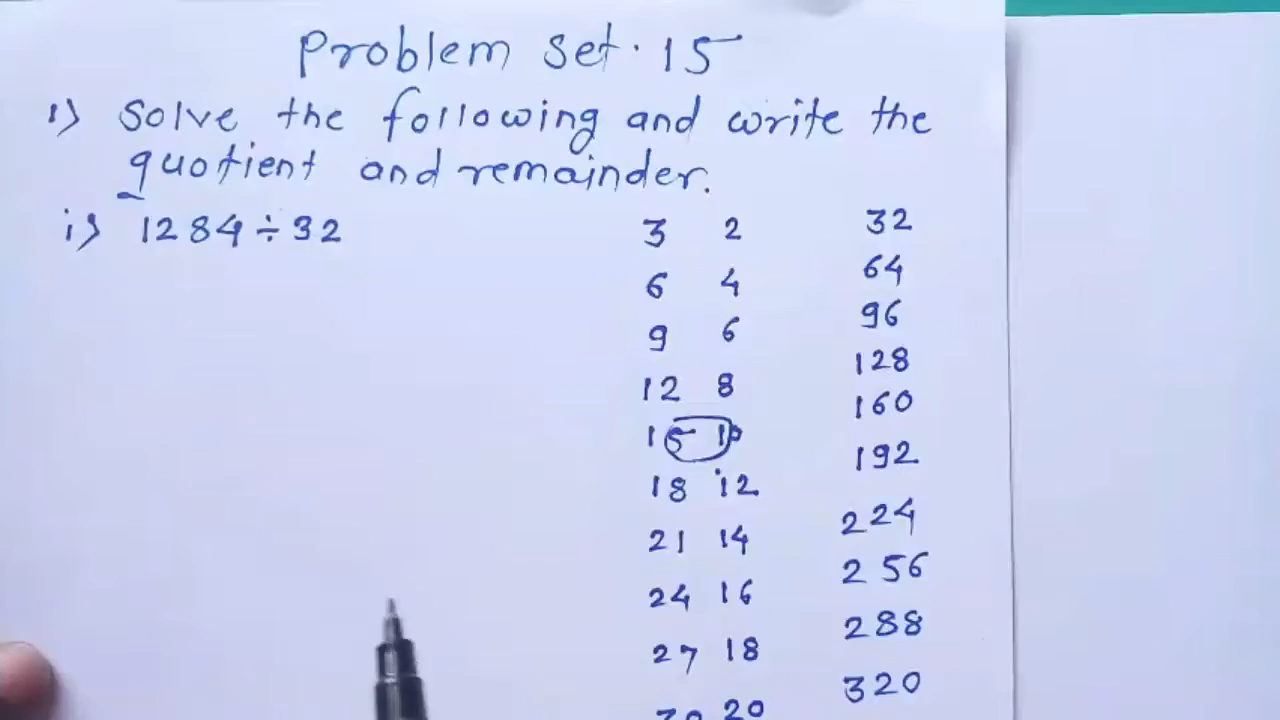 Problem Set. 15
1) Solve the following and write the
quotient and remainder.
i) 1284 ÷ 32
3 2 32
6 4 64
9 6 96
12 8 128
15 10 160
18 12 192
21 14 224
24 16 256
27 18 288
30 20 320